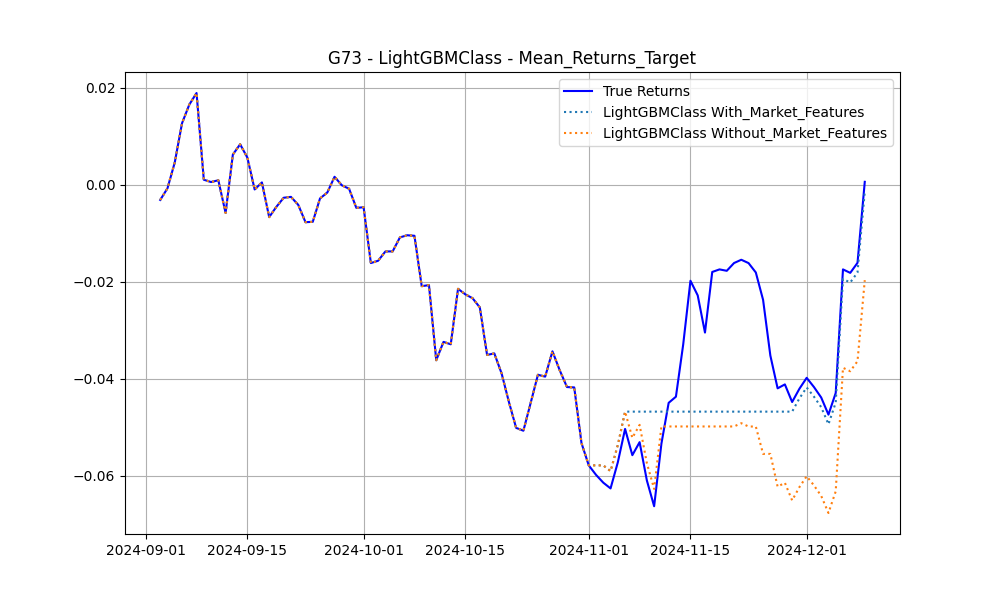 G73 - LightGBMClass - Mean_Returns_Target
True Returns
LightGBMClass With_Market_Features
LightGBMClass Without_Market_Features
0.02
0.00
−0.02
−0.04
−0.06
2024-09-01 2024-09-15 2024-10-01 2024-10-15 2024-11-01 2024-11-15 2024-12-01